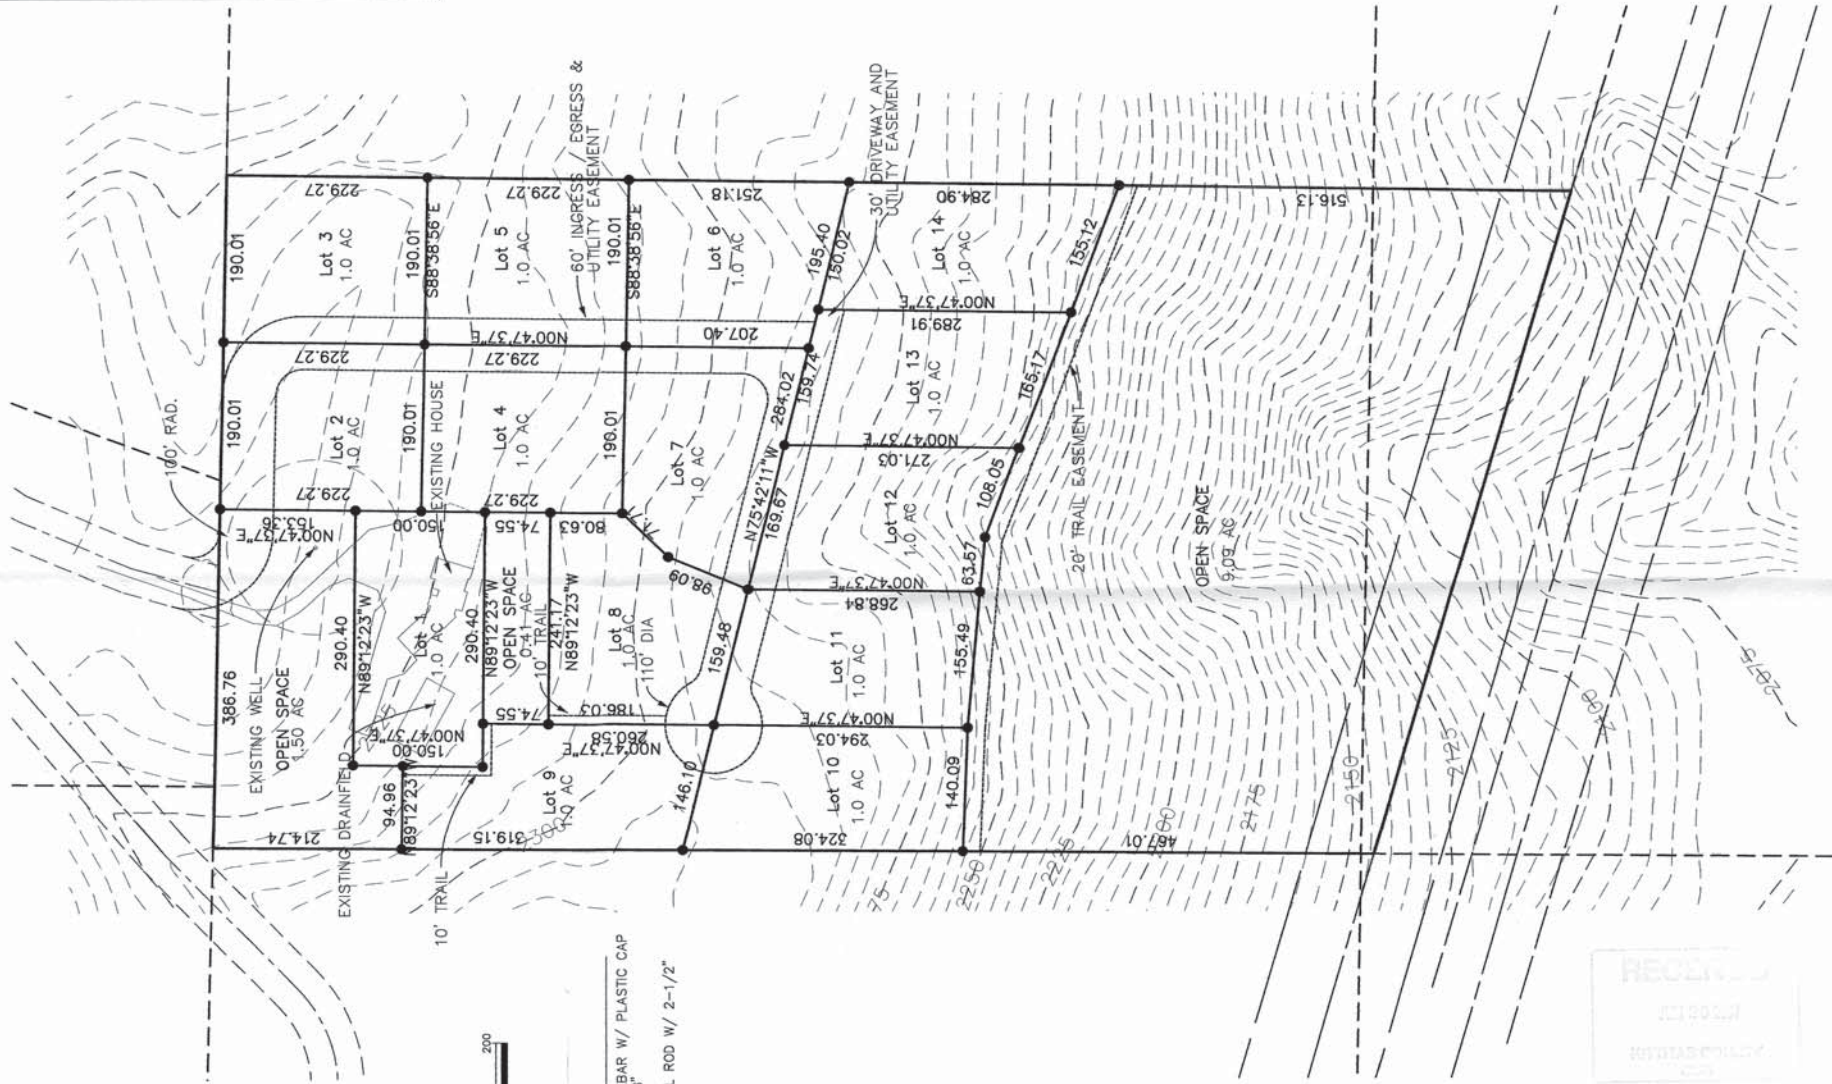 100' RAD.
190.01
190.01
386.76
229.27
229.27
229.27
Lot 3
1.0 AC
Lot 2
1.0 AC
153.36
N00°47'37"E
EXISTING WELL
OPEN SPACE
1.50 AC
214.74
190.01
S88°38'56"E
190.01
EXISTING HOUSE
290.40
N89°12'23"W
150.00
Lot 1
1.0 AC
N00°47'37"E
150.00
94.96
N89°12'23"W
EXISTING DRAINFIELD
10' TRAIL
229.27
Lot 5
1.0 AC
60' INGRESS / EGRESS &
UTILITY EASEMENT
N00°47'37"E
229.27
Lot 4
1.0 AC
229.27
290.40
N89°12'23"W
OPEN SPACE
0.41 AC
10' TRAIL
74.55
74.55
241.17
N89°12'23"W
190.01
S88°38'56"E
190.01
80.63
Lot 6
1.0 AC
251.18
207.40
Lot 7
1.0 AC
98.09
Lot 8
1.0 AC
110' DIA
186.03
260.58
N00°47'37"E
Lot 9
1.0 AC
319.15
2300
195.40
150.02
30' DRIVEWAY AND
UTILITY EASEMENT
284.02
159.74
N75°42'11"W
169.67
159.48
146.10
284.90
Lot 14
1.0 AC
N00°47'37"E
289.91
Lot 13
1.0 AC
N00°47'37"E
271.03
Lot 12
1.0 AC
N00°47'37"E
268.84
Lot 11
1.0 AC
N00°47'37"E
294.03
Lot 10
1.0 AC
324.08
155.12
165.17
108.05
63.57
155.49
140.09
20' TRAIL EASEMENT
OPEN SPACE
9.09 AC
516.13
467.01
75
2250
2225
2175
2150
2125
2100
2075
200
BAR W/ PLASTIC CAP
L ROD W/ 2-1/2"